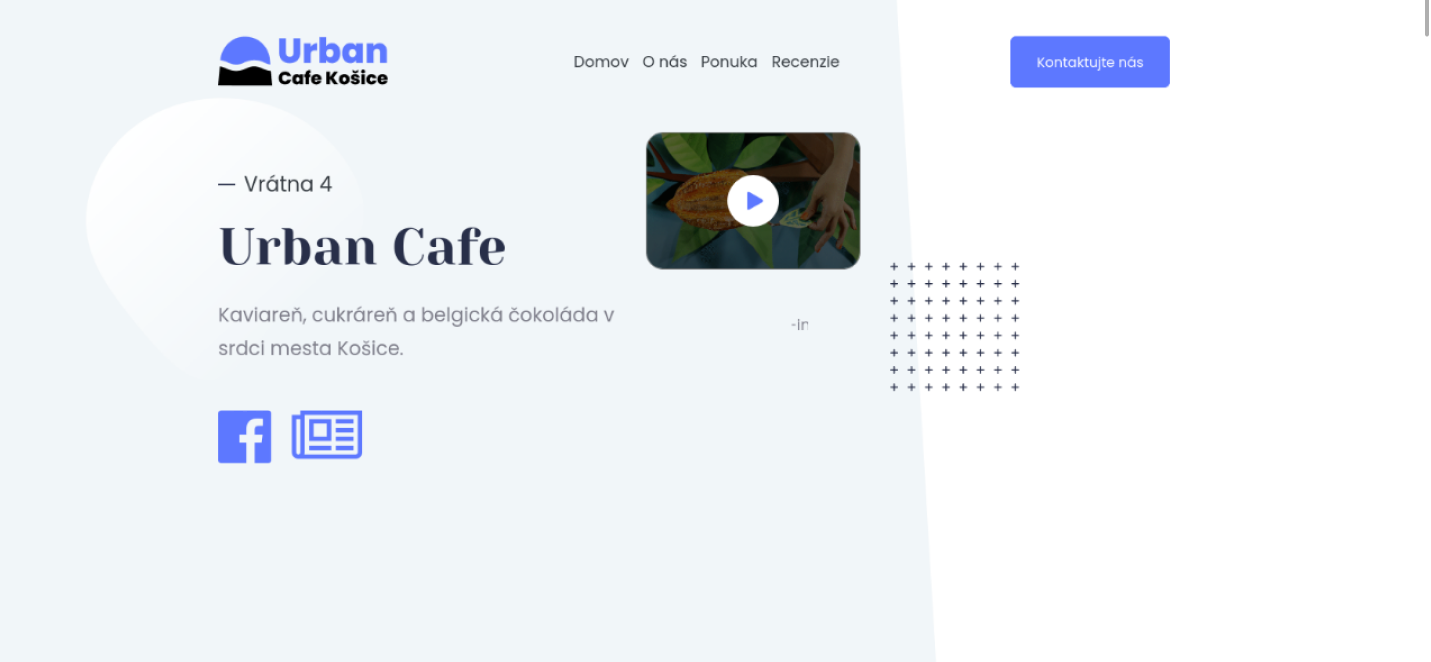 Urban
Cafe Košice
Domov O nás Ponuka Recenzie
Kontaktujte nás
— Vrátna 4
Urban Cafe
Kaviareň, cukráreň a belgická čokoláda v
srdci mesta Košice.
-in